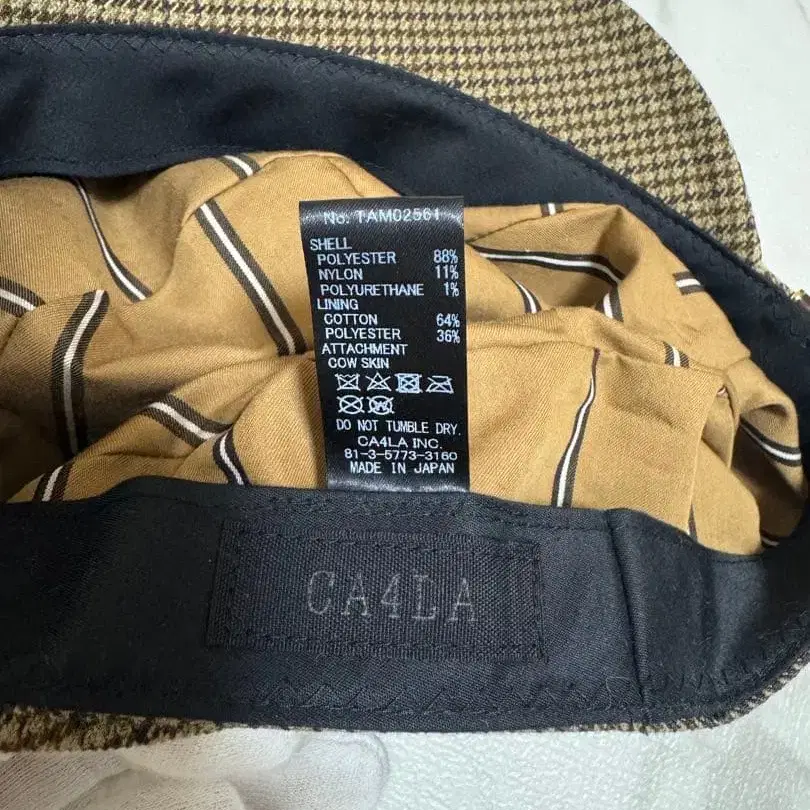 No. TAM02561
SHELL
POLYESTER 88%
NYLON 11%
POLYURETHANE 1%
LINING
COTTON 64%
POLYESTER 36%
ATTACHMENT
COW SKIN
DO NOT TUMBLE DRY.
CA4LA INC.
81-3-5773-3160
MADE IN JAPAN
CA4LA